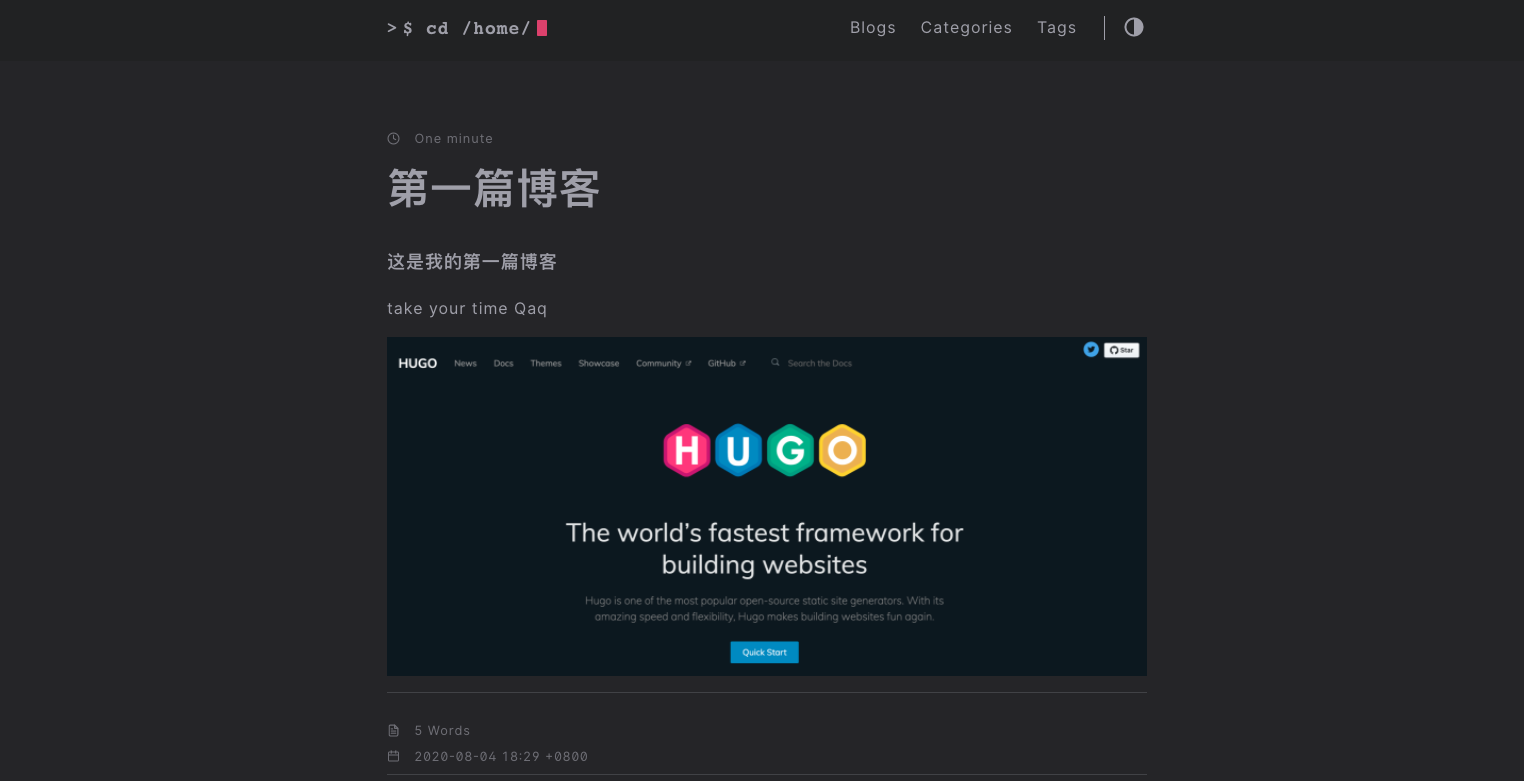 >$ cd /home/
Blogs Categories Tags
One minute
第一篇博客
这是我的第一篇博客
take your time Qaq
HUGO News Docs Themes Showcase Community GitHub Search the Docs Star
HUGO
The world's fastest framework for
building websites
Hugo is one of the most popular open-source static site generators. With its
amazing speed and flexibility, Hugo makes building websites fun again.
Quick Start
5 Words
2020-08-04 18:29 +0800